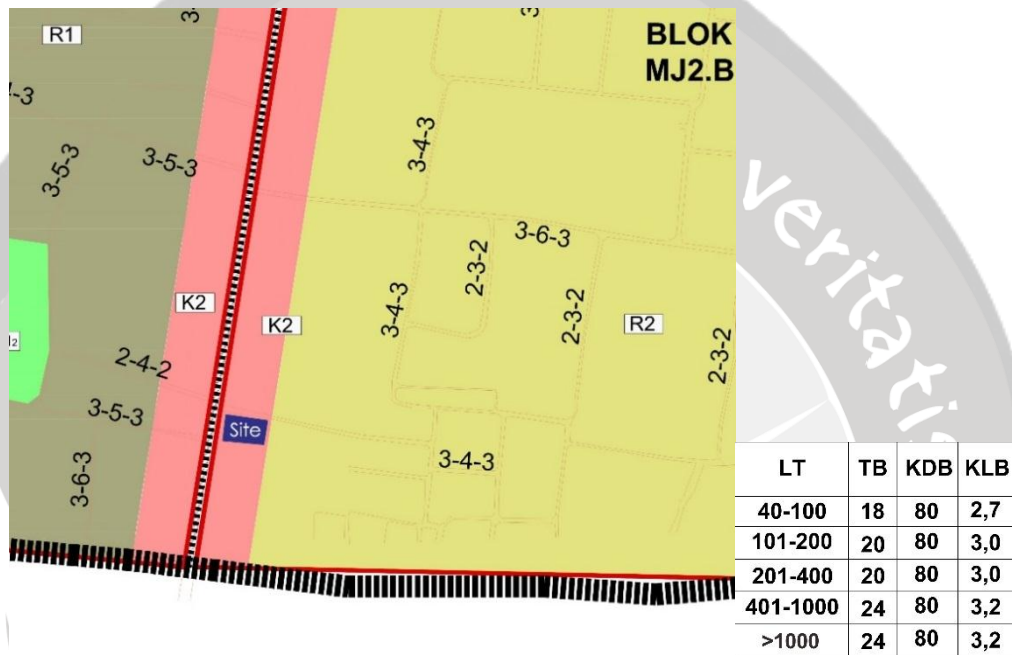 R1
BLOK
MJ2.B
3-5-3
3-5-3
3-4-3
3-6-3
2-3-2
K2
K2
3-4-3
2-3-2
R2
2-3-2
2-4-2
3-5-3
Site
3-6-3
3-4-3
veritati
LT TB KDB KLB
40-100 18 80 2,7
101-200 20 80 3,0
201-400 20 80 3,0
401-1000 24 80 3,2
>1000 24 80 3,2